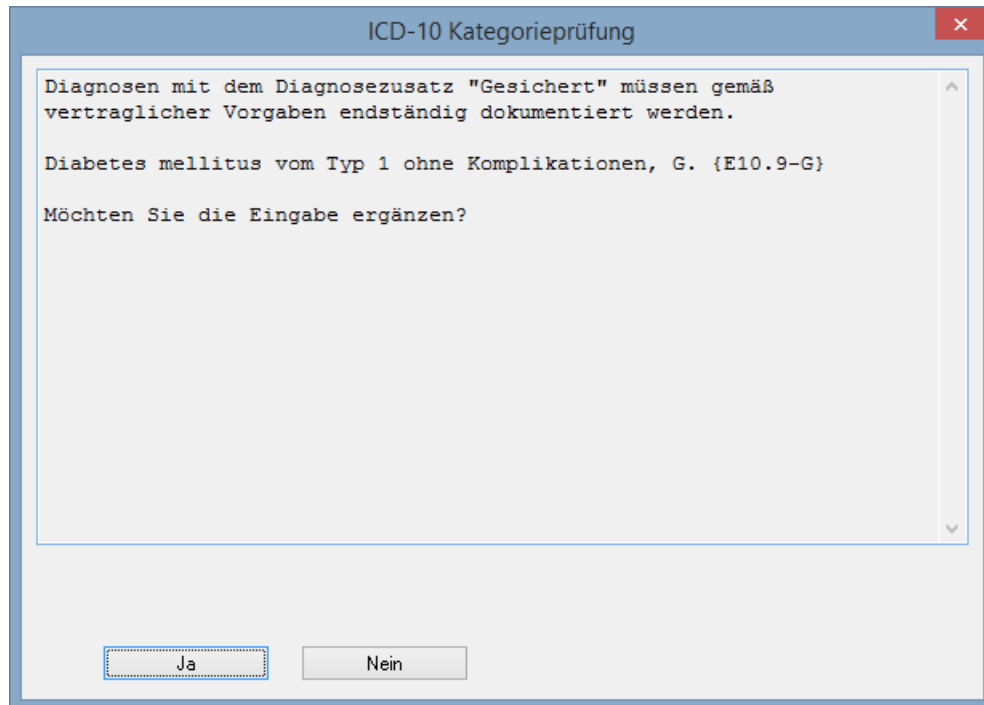 ICD-10 Kategorieprüfung
Diagnosen mit dem Diagnosezusatz "Gesichert" müssen gemäß
vertraglicher Vorgaben endständig dokumentiert werden.
Diabetes mellitus vom Typ 1 ohne Komplikationen, G. {E10.9-G}
Möchten Sie die Eingabe ergänzen?
Ja
Nein